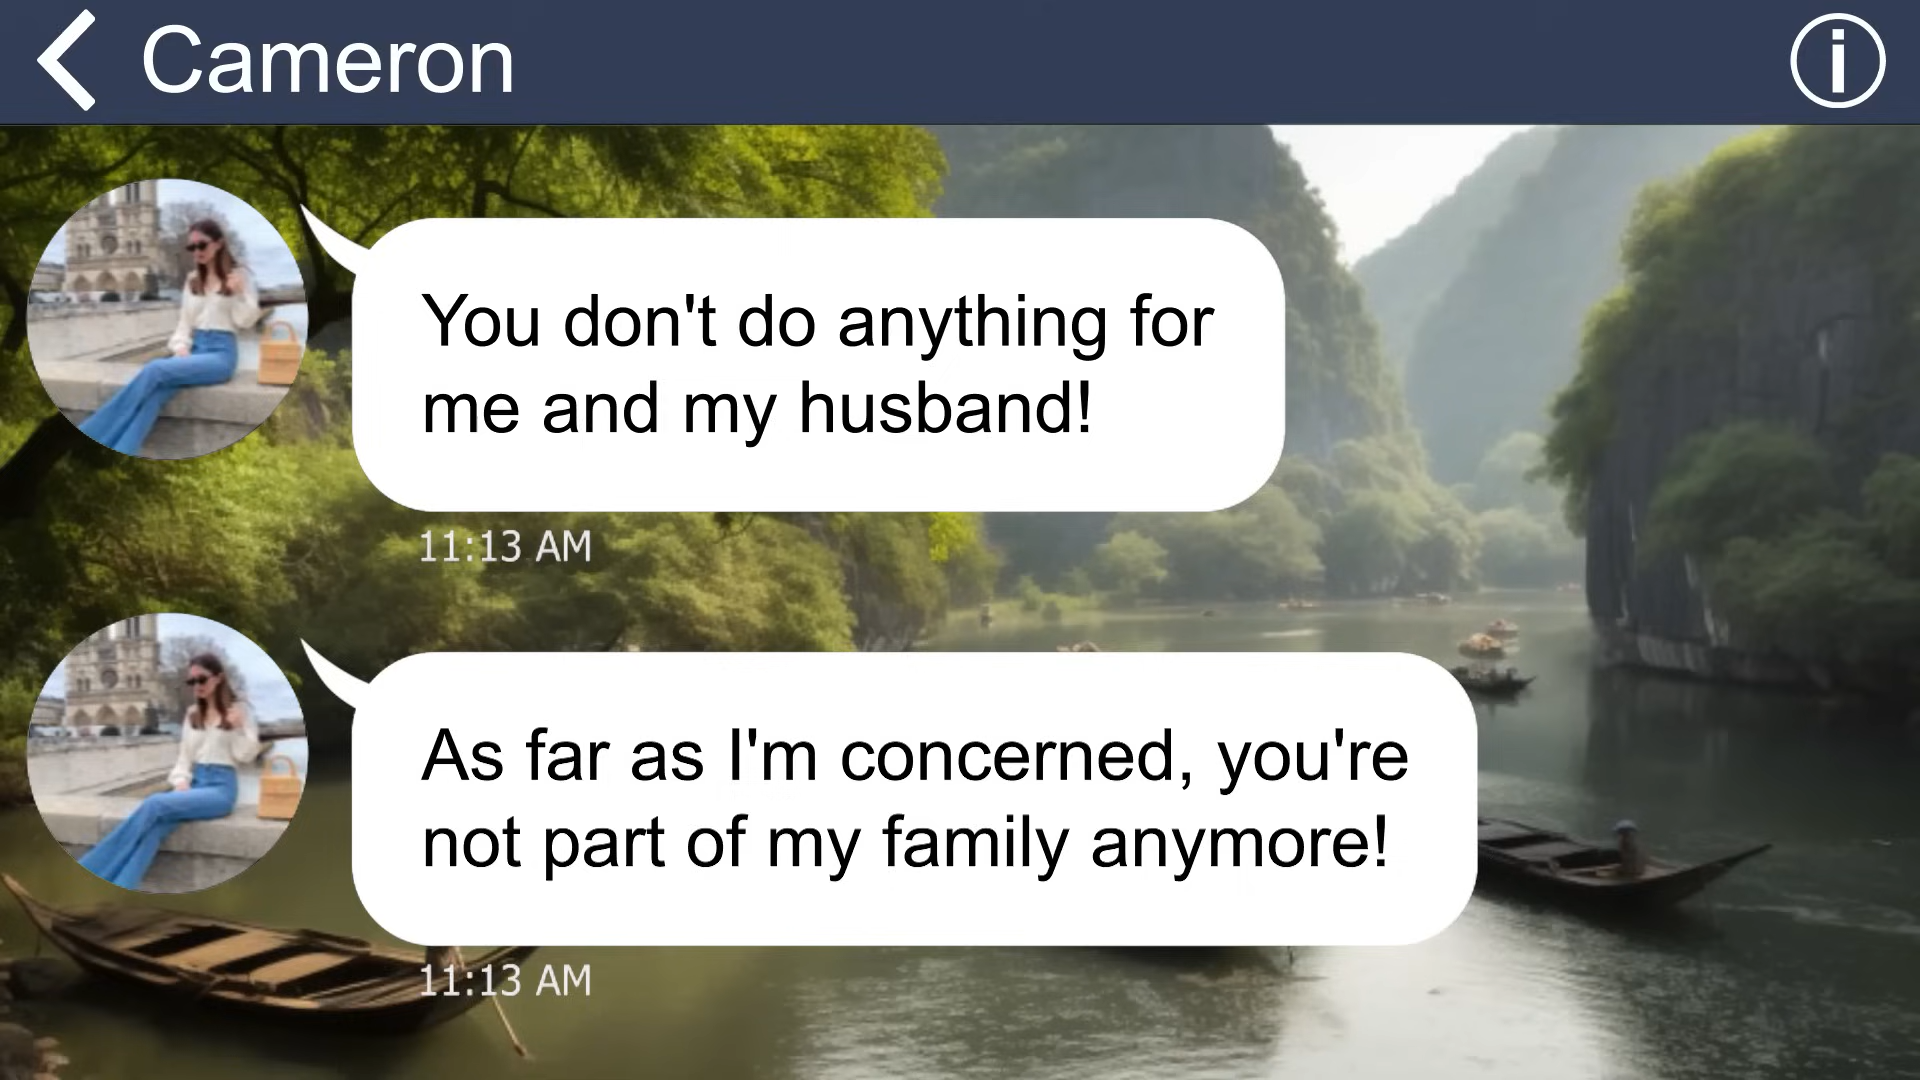 Cameron
You don't do anything for
me and my husband!
11:13 AM
As far as I'm concerned, you're
not part of my family anymore!
11:13 AM